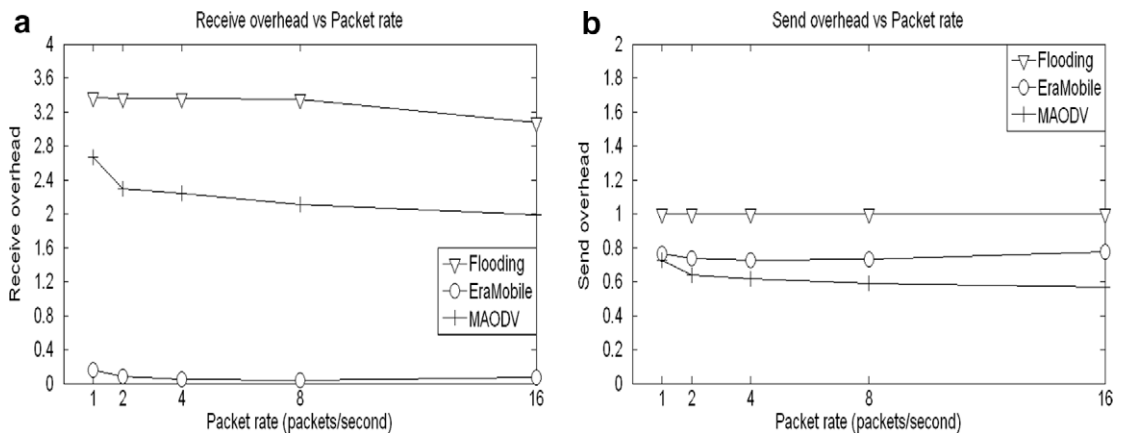 a
Receive overhead vs Packet rate
4
3.6
3.2
2.8
2.4
2
1.6
1.2
0.8
0.4
0
Receive overhead
Flooding
EraMobile
MAODV
1 2 4 8 16
Packet rate (packets/second)
b
Send overhead vs Packet rate
2
1.8
1.6
1.4
1.2
1
0.8
0.6
0.4
0.2
0
Send overhead
Flooding
EraMobile
MAODV
1 2 4 8 16
Packet rate (packets/second)